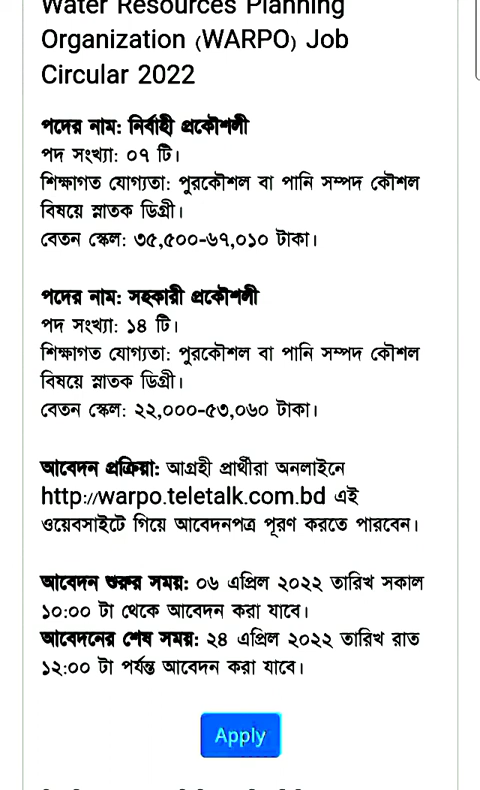 Water Resources Planning
Organization (WARPO) Job
Circular 2022
পদের নাম: নির্বাহী প্রকৌশলী
পদ সংখ্যা: ০৭ টি।
শিক্ষাগত যোগ্যতা: পুরকৌশল বা পানি সম্পদ কৌশল
বিষয়ে স্নাতক ডিগ্রী।
বেতন স্কেল: ৩৫,৫০০-৬৭,০১০ টাকা।
পদের নাম: সহকারী প্রকৌশলী
পদ সংখ্যা: ১৪ টি।
শিক্ষাগত যোগ্যতা: পুরকৌশল বা পানি সম্পদ কৌশল
বিষয়ে স্নাতক ডিগ্রী।
বেতন স্কেল: ২২,০০০-৫৩,০৬০ টাকা।
আবেদন প্রক্রিয়া: আগ্রহী প্রার্থীরা অনলাইনে
http://warpo.teletalk.com.bd এই
ওয়েবসাইটে গিয়ে আবেদনপত্র পূরণ করতে পারবেন।
আবেদন শুরুর সময়: ০৬ এপ্রিল ২০২২ তারিখ সকাল
১০:০০ টা থেকে আবেদন করা যাবে।
আবেদনের শেষ সময়: ২৪ এপ্রিল ২০২২ তারিখ রাত
১২:০০ টা পর্যন্ত আবেদন করা যাবে।
Apply